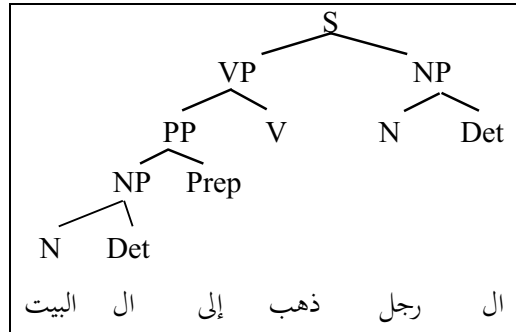 S
VP NP
PP V N Det
NP Prep
N Det
ال رجل ذهب إلى ال البيت